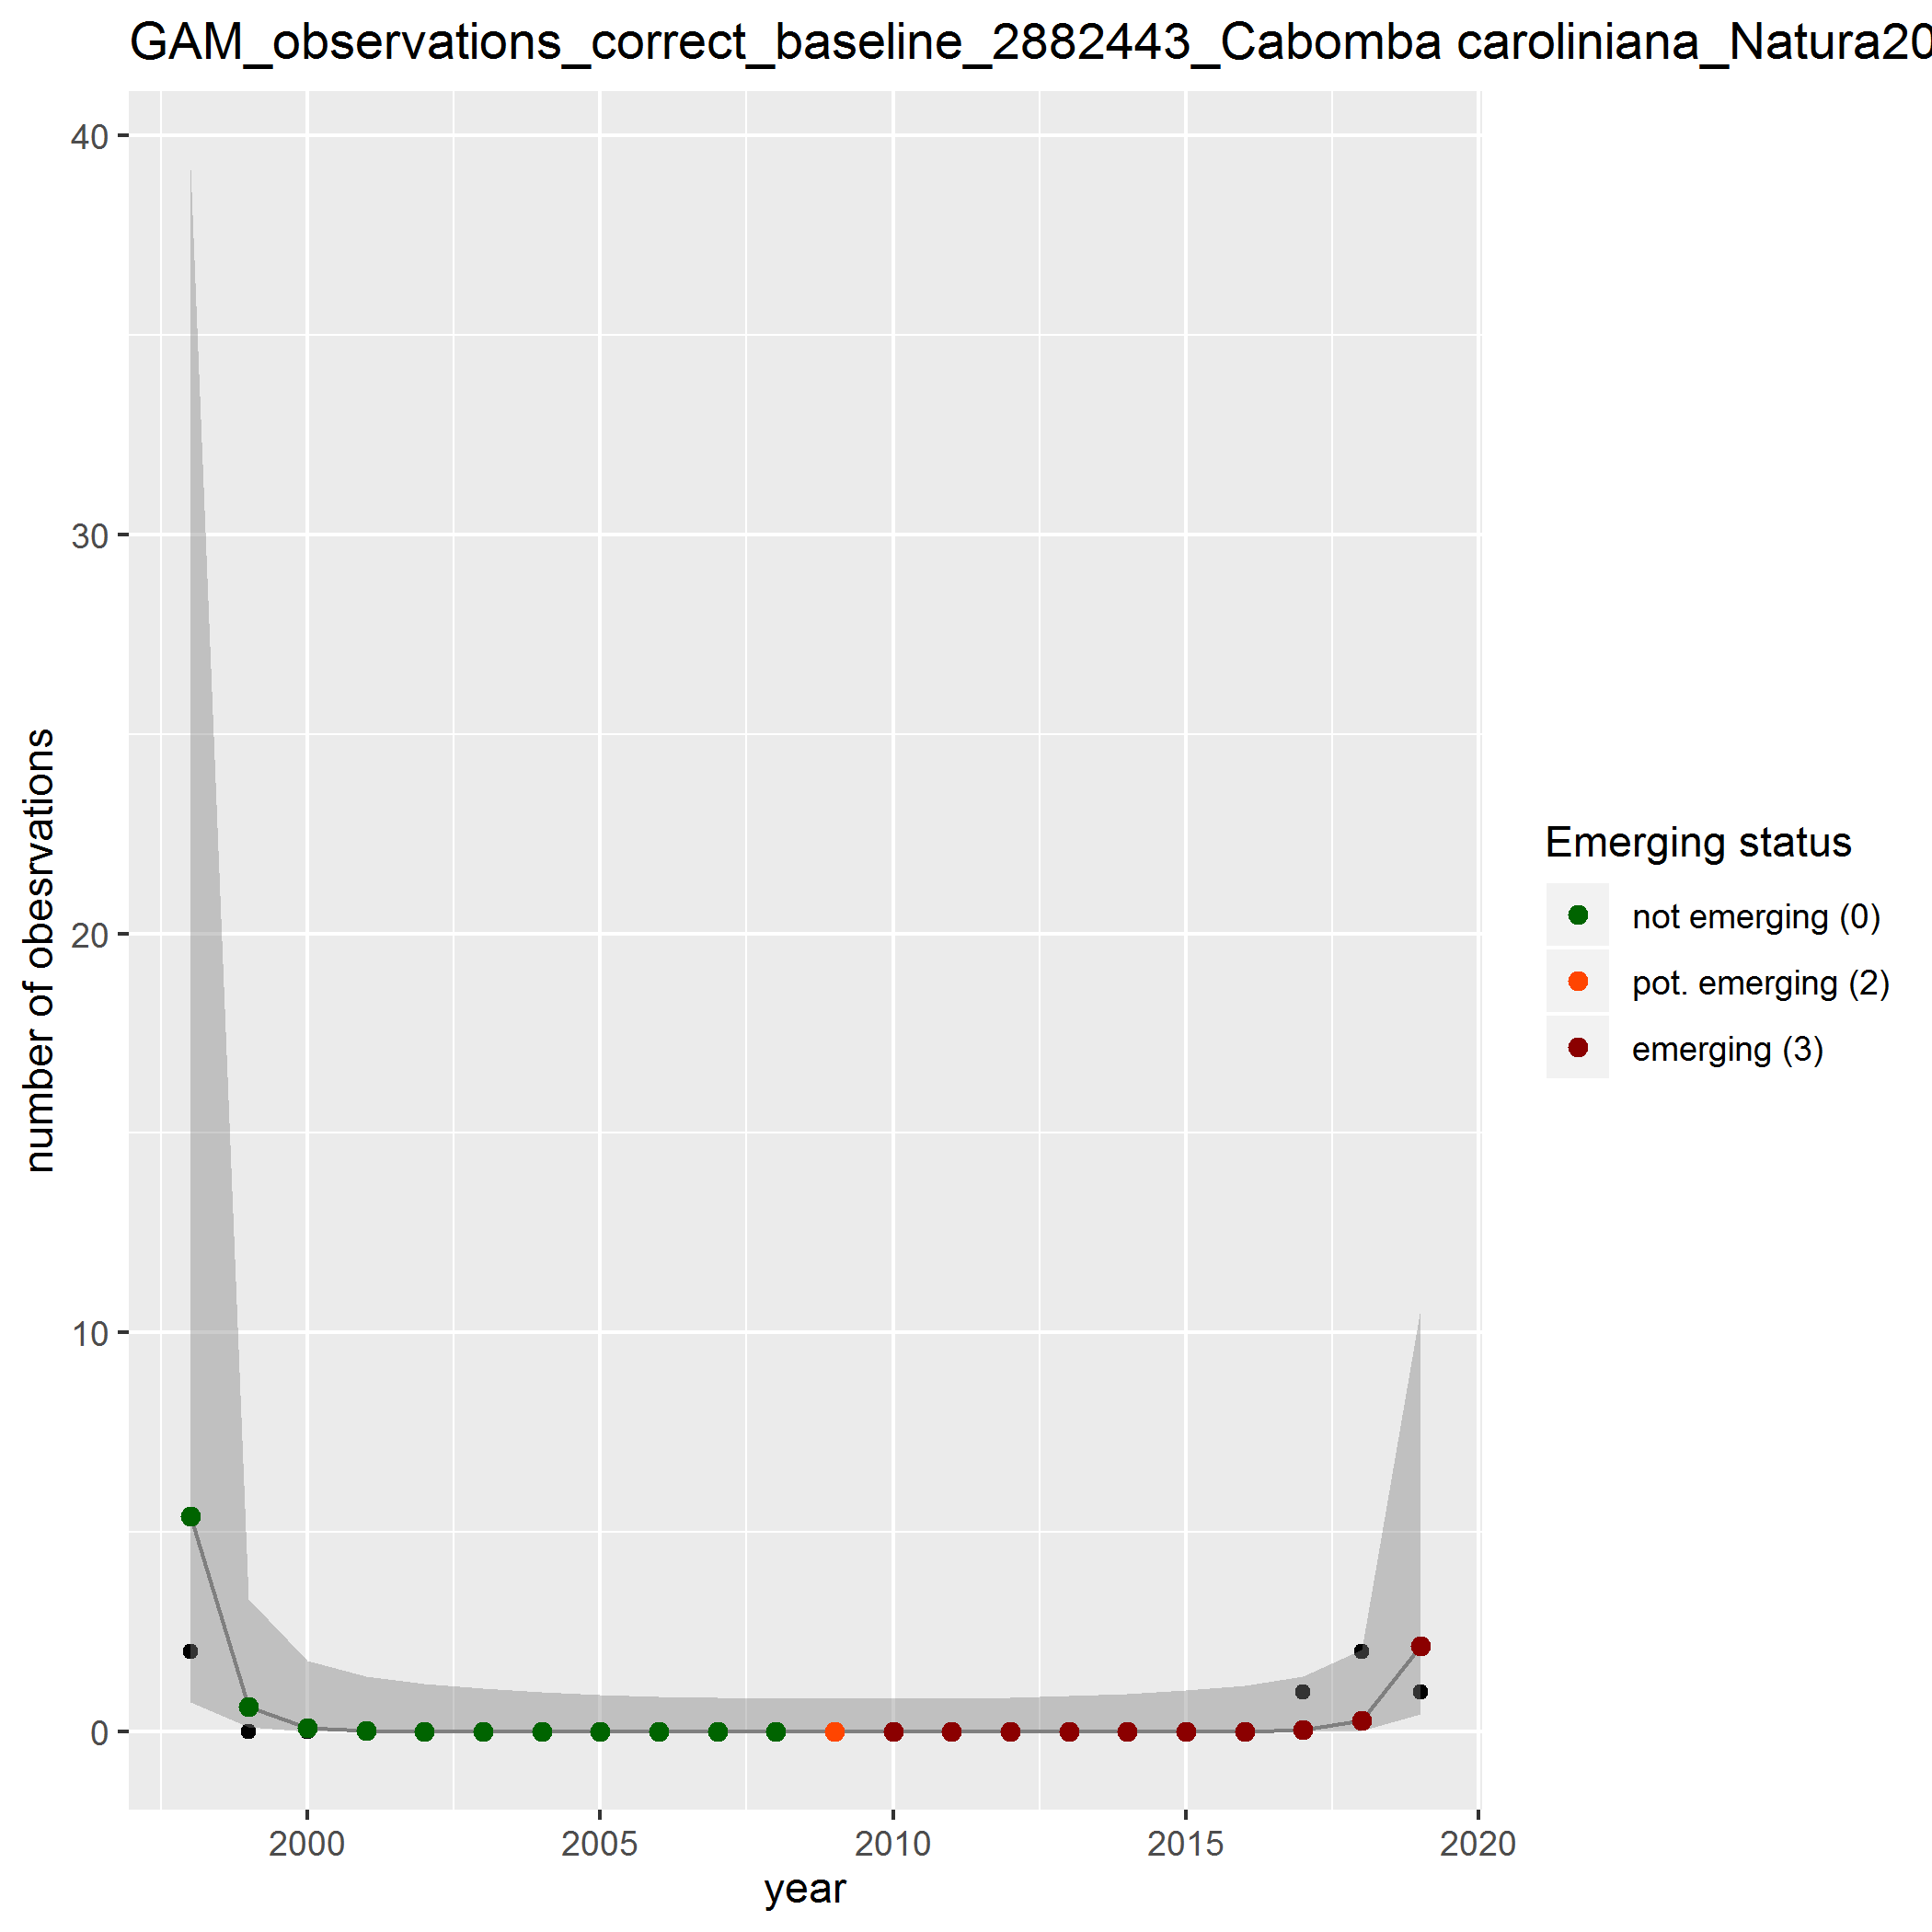 GAM_observations_correct_baseline_2882443_Cabomba caroliniana_Natura20
40
30
20
10
0
number of obesrvations
2000
2005
2010
2015
2020
year
Emerging status
not emerging (0)
pot. emerging (2)
emerging (3)